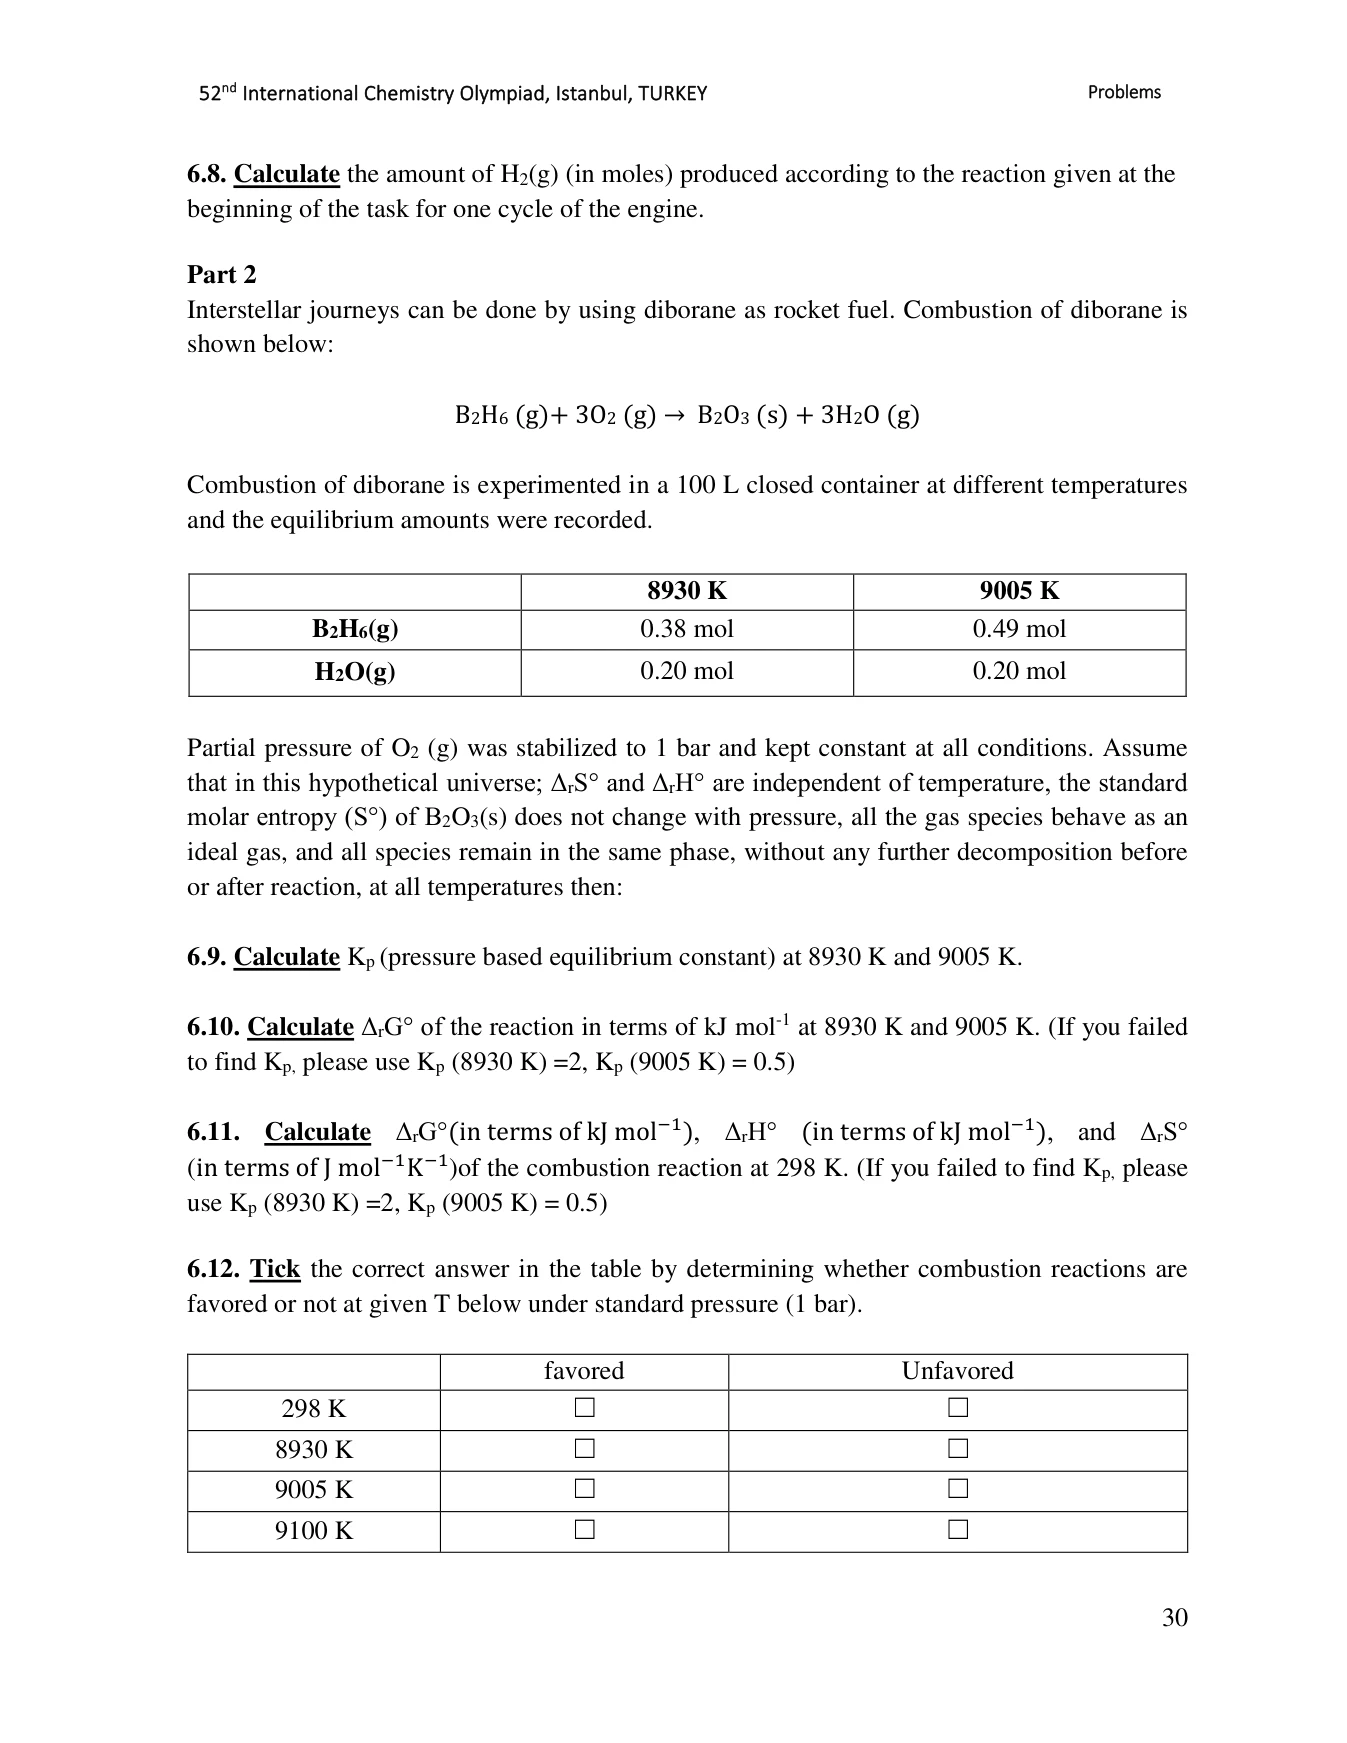 52nd International Chemistry Olympiad, Istanbul, TURKEY Problems
6.8. Calculate the amount of H2(g) (in moles) produced according to the reaction given at the
beginning of the task for one cycle of the engine.
Part 2
Interstellar journeys can be done by using diborane as rocket fuel. Combustion of diborane is
shown below:
B2H6 (g)+ 3O2 (g) → B2O3 (s) + 3H2O (g)
Combustion of diborane is experimented in a 100 L closed container at different temperatures
and the equilibrium amounts were recorded.
8930 K 9005 K
B2H6(g) 0.38 mol 0.49 mol
H2O(g) 0.20 mol 0.20 mol
Partial pressure of O2 (g) was stabilized to 1 bar and kept constant at all conditions. Assume
that in this hypothetical universe; ΔrS° and ΔrH° are independent of temperature, the standard
molar entropy (S°) of B2O3(s) does not change with pressure, all the gas species behave as an
ideal gas, and all species remain in the same phase, without any further decomposition before
or after reaction, at all temperatures then:
6.9. Calculate Kp (pressure based equilibrium constant) at 8930 K and 9005 K.
6.10. Calculate ΔrG° of the reaction in terms of kJ mol-1 at 8930 K and 9005 K. (If you failed
to find Kp, please use Kp (8930 K) =2, Kp (9005 K) = 0.5)
6.11. Calculate ΔrG°(in terms of kJ mol−1), ΔrH° (in terms of kJ mol−1), and ΔrS°
(in terms of J mol−1K−1)of the combustion reaction at 298 K. (If you failed to find Kp, please
use Kp (8930 K) =2, Kp (9005 K) = 0.5)
6.12. Tick the correct answer in the table by determining whether combustion reactions are
favored or not at given T below under standard pressure (1 bar).
favored Unfavored
298 K ☐ ☐
8930 K ☐ ☐
9005 K ☐ ☐
9100 K ☐ ☐
30